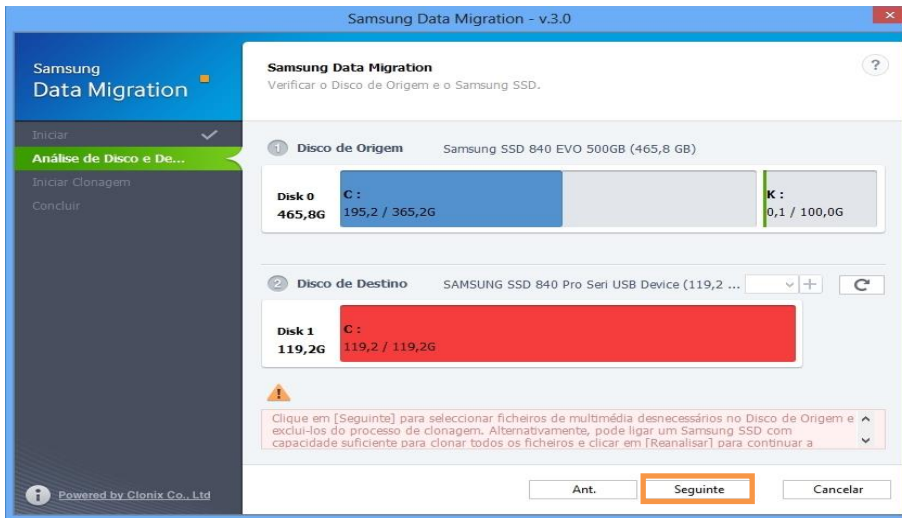 Samsung Data Migration - v.3.0
Samsung
Data Migration
Iniciar
Análise de Disco e De...
Iniciar Clonagem
Concluir
Powered by Clonix Co., Ltd
Samsung Data Migration
Verificar o Disco de Origem e o Samsung SSD.
?
1 Disco de Origem Samsung SSD 840 EVO 500GB (465,8 GB)
Disk 0
465,8G
C :
195,2 / 365,2G
K :
0,1 / 100,0G
2 Disco de Destino SAMSUNG SSD 840 Pro Seri USB Device (119,2 ...
Disk 1
119,2G
C :
119,2 / 119,2G
Clique em [Seguinte] para seleccionar ficheiros de multimédia desnecessários no Disco de Origem e
exclui-los do processo de clonagem. Alternativamente, pode ligar um Samsung SSD com
capacidade suficiente para clonar todos os ficheiros e clicar em [Reanalisar] para continuar a
Ant. Seguinte Cancelar